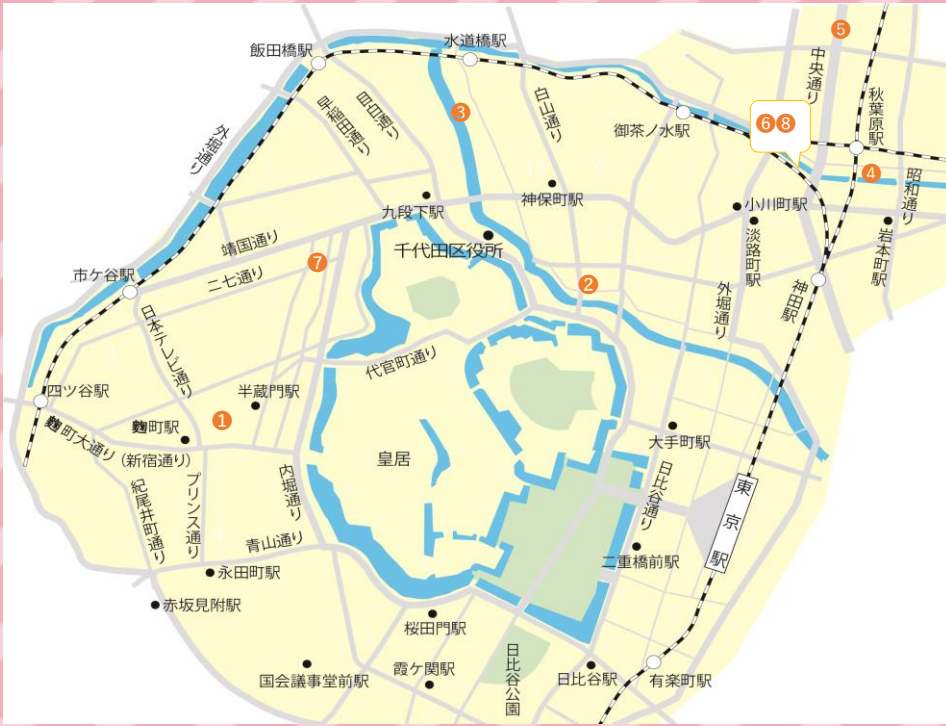 水道橋駅
❺
飯田橋駅
中央通り
白山通り
目白通り
早稲田通り
❸
秋葉原駅
外堀通り
御茶ノ水駅
❻❽
❹
昭和通り
九段下駅
神保町駅
小川町駅
千代田区役所
淡路町駅
岩本町駅
靖国通り
❼
市ケ谷駅
二七通り
❷
外堀通り
神田駅
日本テレビ通り
代官町通り
四ツ谷駅
半蔵門駅
❶
麴町駅
麴町大通り(新宿通り)
大手町駅
皇居
内堀通り
日比谷通り
プリンス通り
紀尾井町通り
東京駅
青山通り
二重橋前駅
永田町駅
赤坂見附駅
桜田門駅
日比谷公園
国会議事堂前駅
霞ケ関駅
日比谷駅
有楽町駅